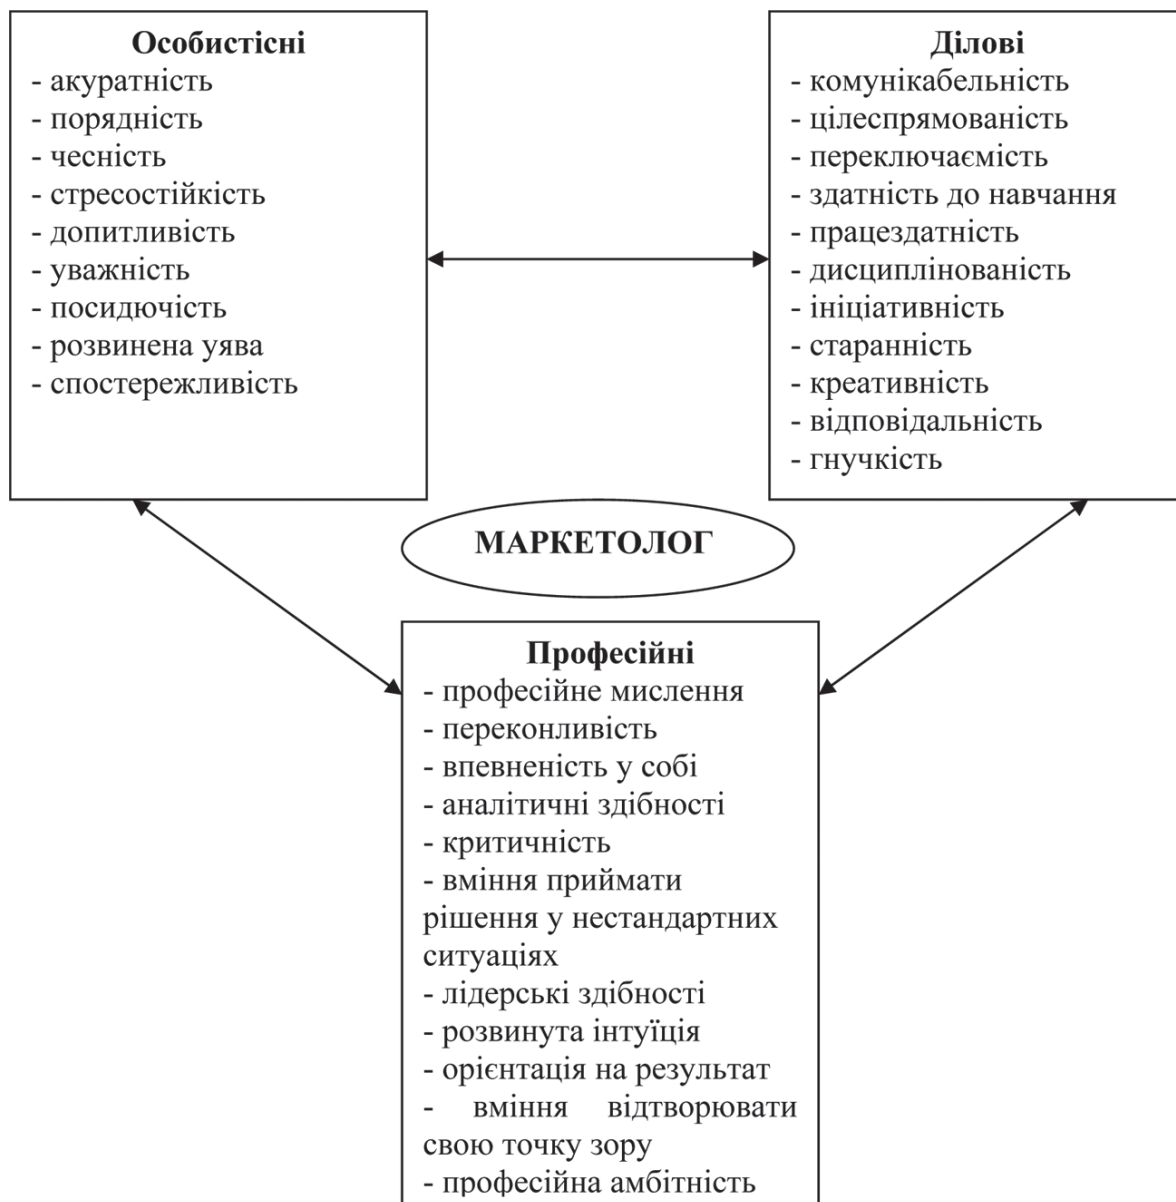 Особистісні
- акуратність
- порядність
- чесність
- стресостійкість
- допитливість
- уважність
- посидючість
- розвинена уява
- спостережливість
Ділові
- комунікабельність
- цілеспрямованість
- переключаємість
- здатність до навчання
- працездатність
- дисциплінованість
- ініціативність
- старанність
- креативність
- відповідальність
- гнучкість
МАРКЕТОЛОГ
Професійні
- професійне мислення
- переконливість
- впевненість у собі
- аналітичні здібності
- критичність
- вміння приймати
рішення у нестандартних
ситуаціях
- лідерські здібності
- розвинута інтуїція
- орієнтація на результат
- вміння відтворювати
свою точку зору
- професійна амбітність